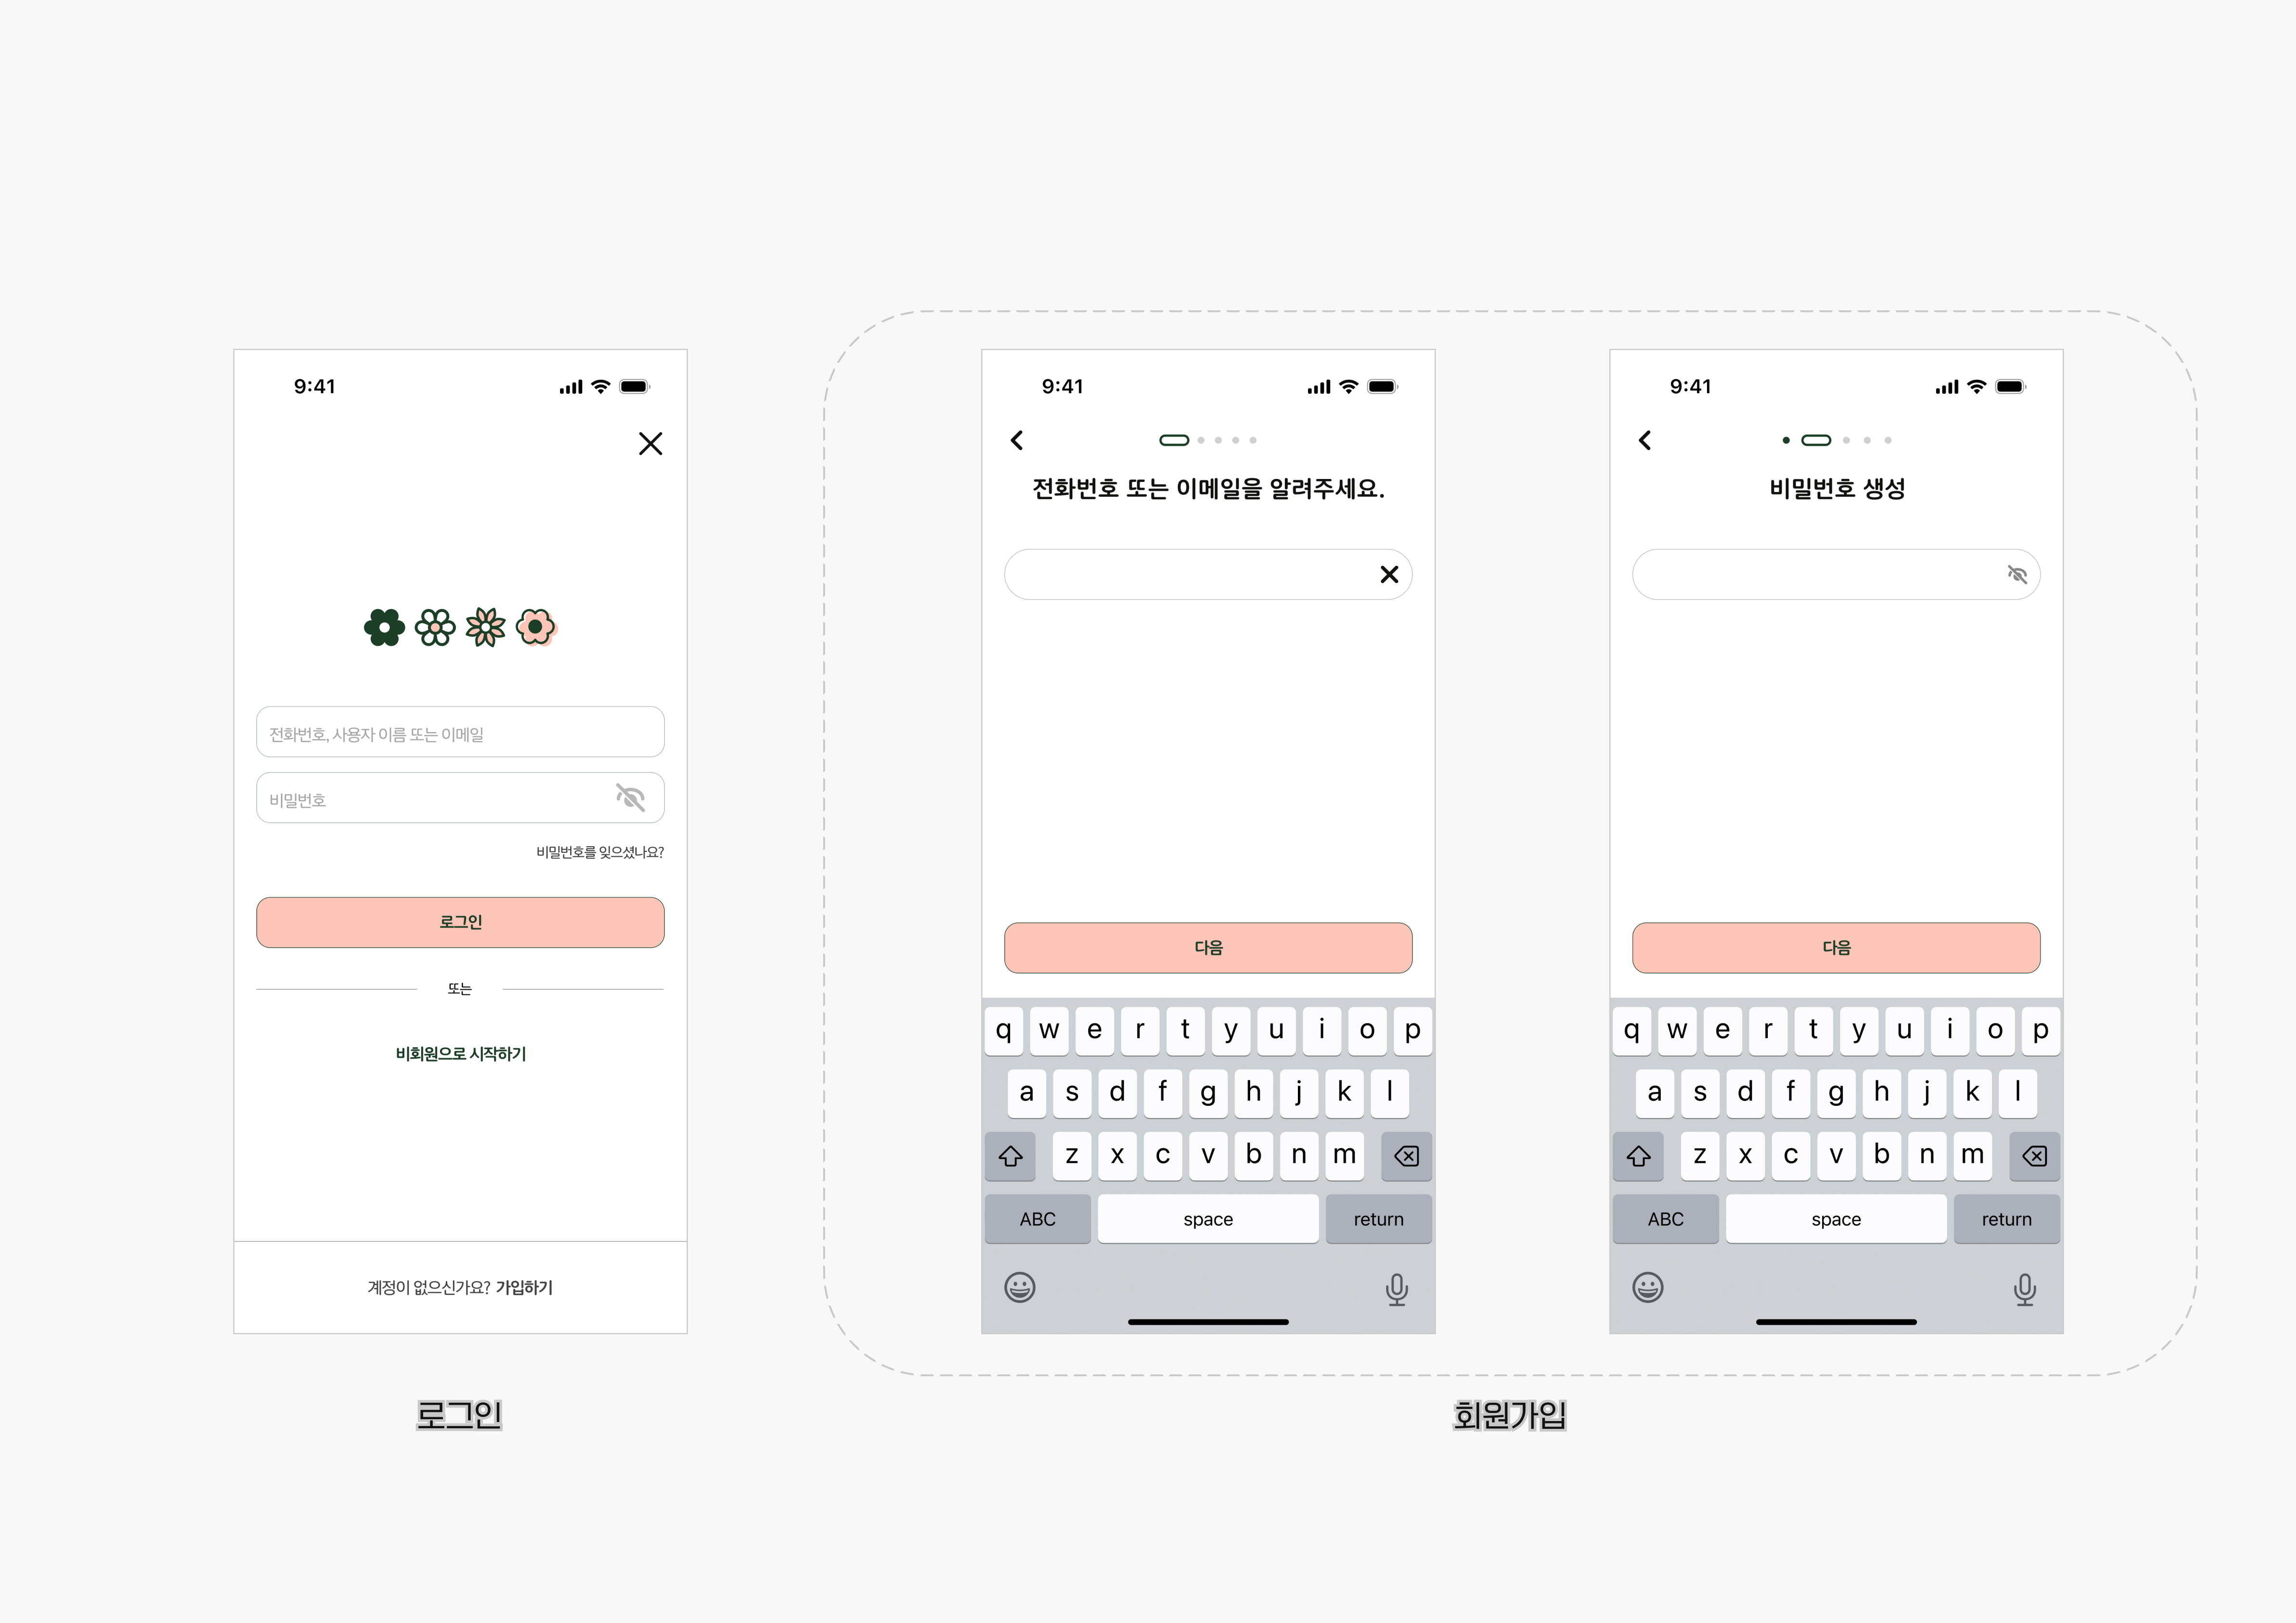 9:41
전화번호, 사용자 이름 또는 이메일
비밀번호
비밀번호를 잊으셨나요?
로그인
또는
비회원으로 시작하기
계정이 없으신가요? 가입하기
로그인
9:41
전화번호 또는 이메일을 알려주세요.
다음
q w e r t y u i o p
a s d f g h j k l
z x c v b n m
ABC space return
9:41
비밀번호 생성
다음
q w e r t y u i o p
a s d f g h j k l
z x c v b n m
ABC space return
회원가입